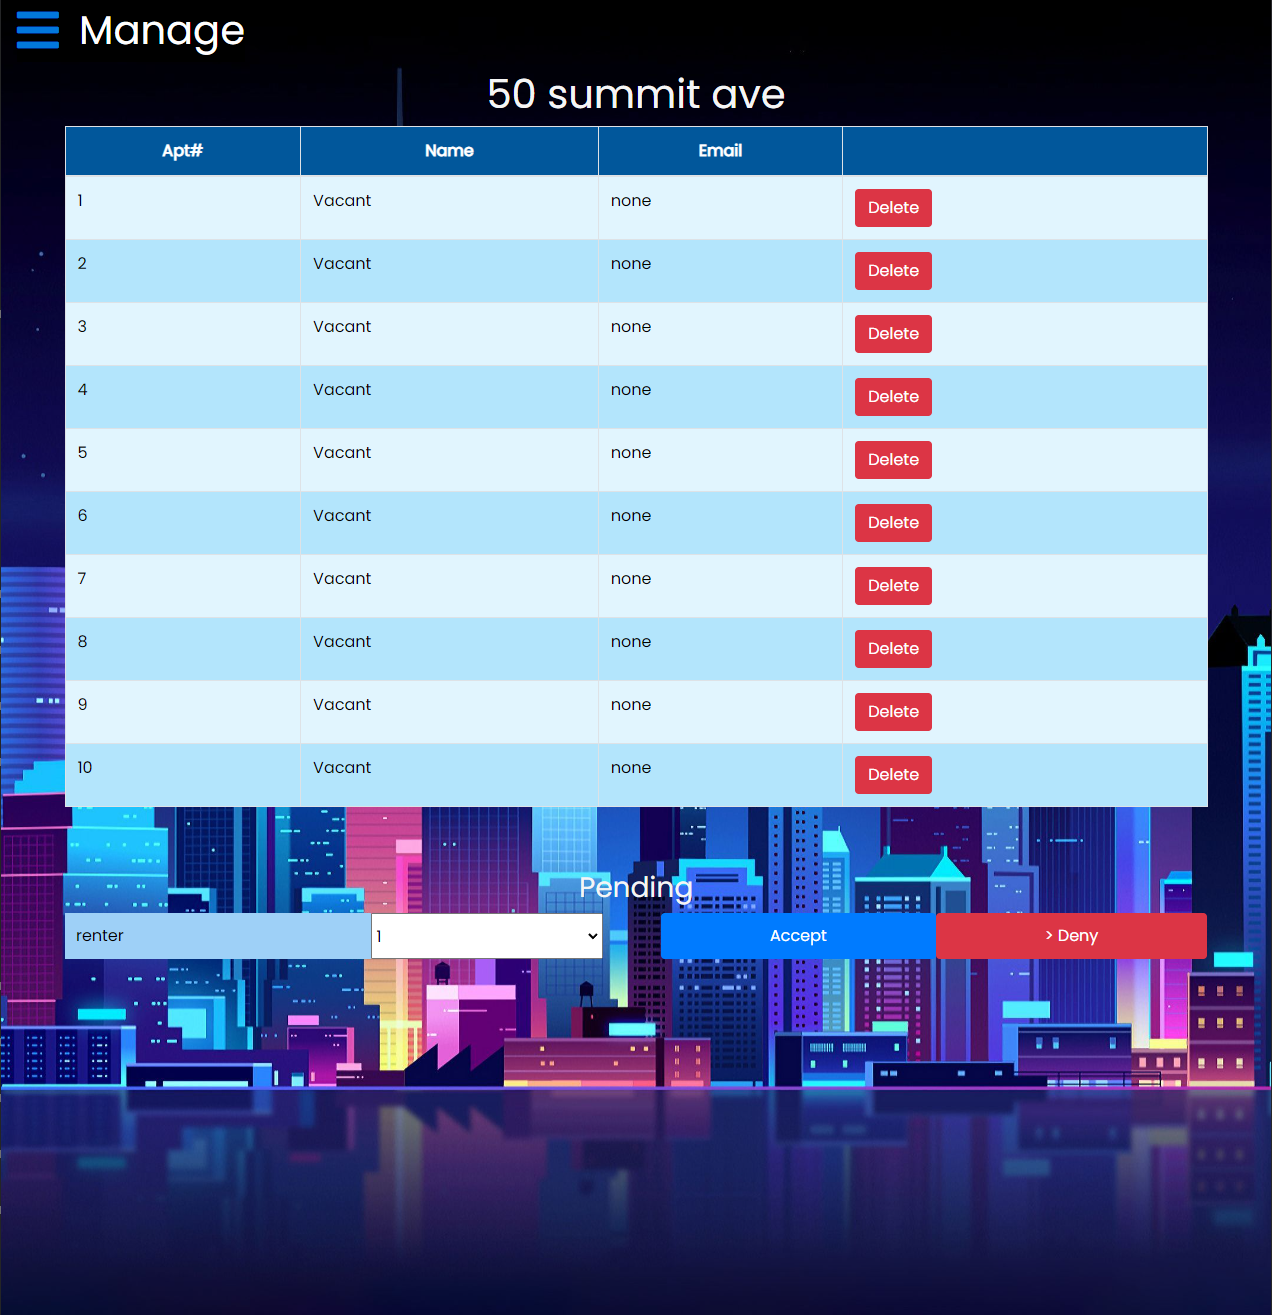 Manage
50 summit ave
Apt# Name Email
1 Vacant none Delete
2 Vacant none Delete
3 Vacant none Delete
4 Vacant none Delete
5 Vacant none Delete
6 Vacant none Delete
7 Vacant none Delete
8 Vacant none Delete
9 Vacant none Delete
10 Vacant none Delete
Pending
renter 1 Accept > Deny